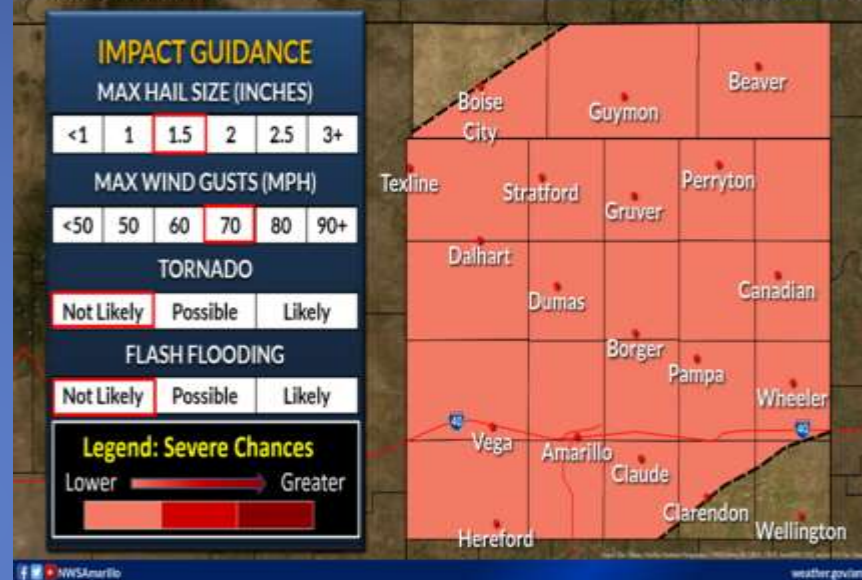 IMPACT GUIDANCE
MAX HAIL SIZE (INCHES)
<1 1 1.5 2 2.5 3+
MAX WIND GUSTS (MPH)
<50 50 60 70 80 90+
TORNADO
Not Likely Possible Likely
FLASH FLOODING
Not Likely Possible Likely
Legend: Severe Chances
Lower Greater
Boise City
Guymon
Beaver
Texline
Stratford
Gruver
Perryton
Dalhart
Dumas
Canadian
Borger
Pampa
Wheeler
40
40
Vega
Amarillo
Claude
Clarendon
Hereford
Wellington
NWSAmarillo